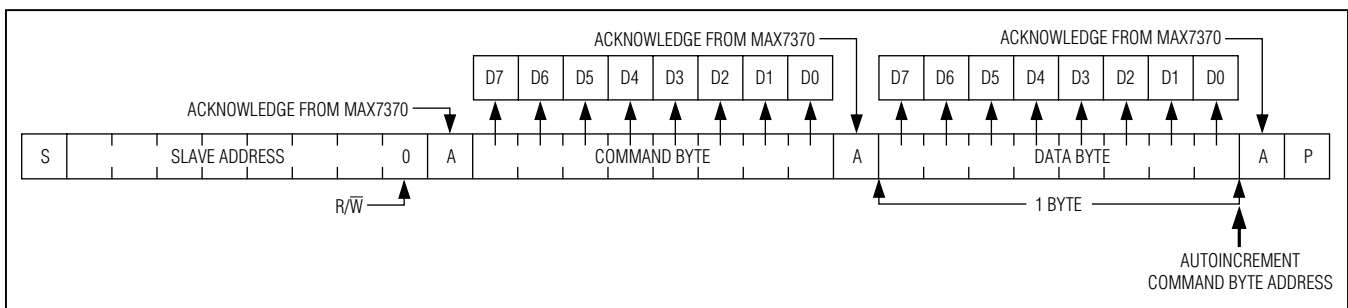 ACKNOWLEDGE FROM MAX7370
ACKNOWLEDGE FROM MAX7370
D7 D6 D5 D4 D3 D2 D1 D0
D7 D6 D5 D4 D3 D2 D1 D0
ACKNOWLEDGE FROM MAX7370
S SLAVE ADDRESS 0 A COMMAND BYTE A DATA BYTE A P
R/W̅
1 BYTE
AUTOINCREMENT
COMMAND BYTE ADDRESS